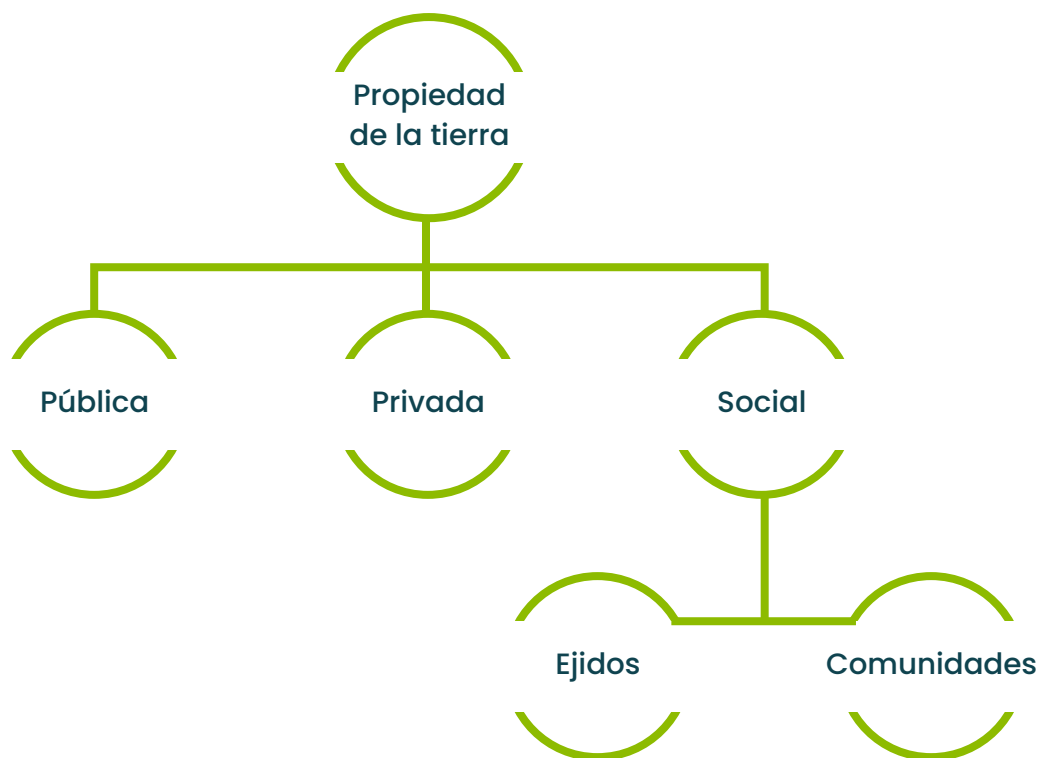 Propiedad
de la tierra
Pública
Privada
Social
Ejidos
Comunidades